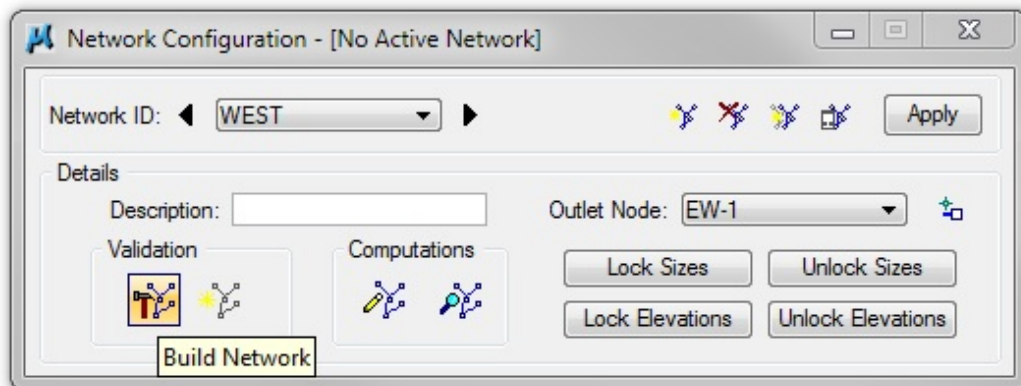 Network Configuration - [No Active Network]
Network ID: WEST Apply
Details
Description: Outlet Node: EW-1
Validation Computations
Lock Sizes Unlock Sizes
Lock Elevations Unlock Elevations
Build Network